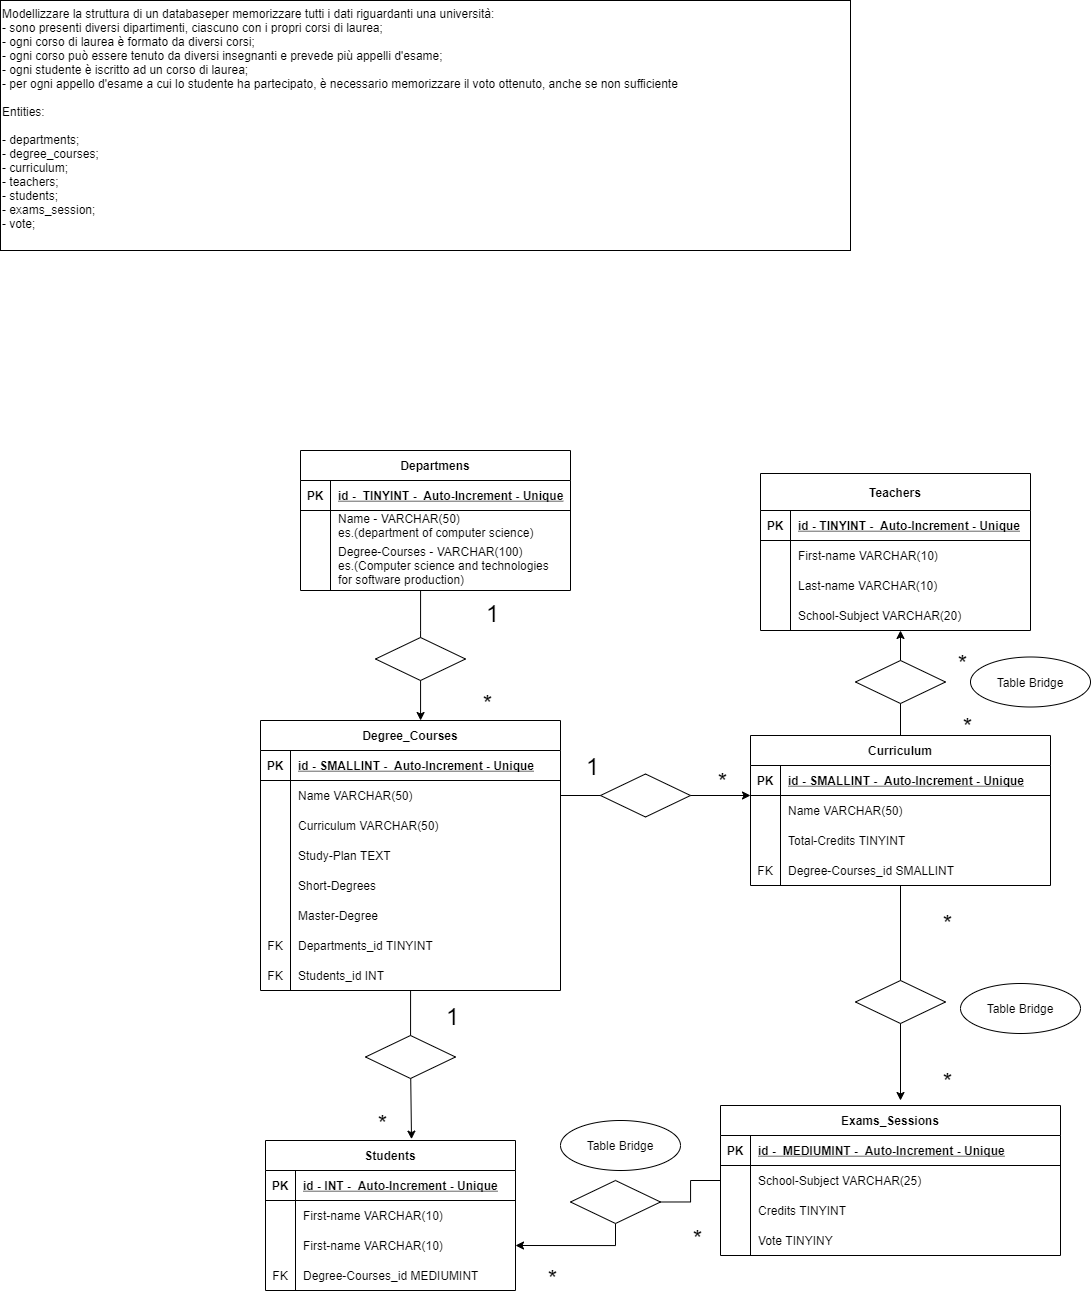 Modellizzare la struttura di un databaseper memorizzare tutti i dati riguardanti una università:
- sono presenti diversi dipartimenti, ciascuno con i propri corsi di laurea;
- ogni corso di laurea è formato da diversi corsi;
- ogni corso può essere tenuto da diversi insegnanti e prevede più appelli d'esame;
- ogni studente è iscritto ad un corso di laurea;
- per ogni appello d'esame a cui lo studente ha partecipato, è necessario memorizzare il voto ottenuto, anche se non sufficiente
Entities:
- departments;
- degree_courses;
- curriculum;
- teachers;
- students;
- exams_session;
- vote;
Departmens
PK id - TINYINT - Auto-Increment - Unique
Name - VARCHAR(50)
es.(department of computer science)
Degree-Courses - VARCHAR(100)
es.(Computer science and technologies
for software production)
Teachers
PK id - TINYINT - Auto-Increment - Unique
First-name VARCHAR(10)
Last-name VARCHAR(10)
School-Subject VARCHAR(20)
1
*
*
Table Bridge
*
Degree_Courses
PK id - SMALLINT - Auto-Increment - Unique
Name VARCHAR(50)
Curriculum VARCHAR(50)
Study-Plan TEXT
Short-Degrees
Master-Degree
FK Departments_id TINYINT
FK Students_id INT
1
*
Curriculum
PK id - SMALLINT - Auto-Increment - Unique
Name VARCHAR(50)
Total-Credits TINYINT
FK Degree-Courses_id SMALLINT
*
Table Bridge
*
1
*
Students
PK id - INT - Auto-Increment - Unique
First-name VARCHAR(10)
First-name VARCHAR(10)
FK Degree-Courses_id MEDIUMINT
Table Bridge
*
*
Exams_Sessions
PK id - MEDIUMINT - Auto-Increment - Unique
School-Subject VARCHAR(25)
Credits TINYINT
Vote TINYINY